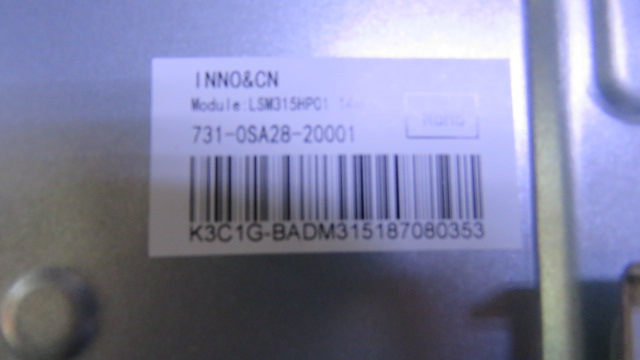 INNO&CN
Module:LSM315HP01
731-0SA28-20001
K3C1G-BADM315187080353